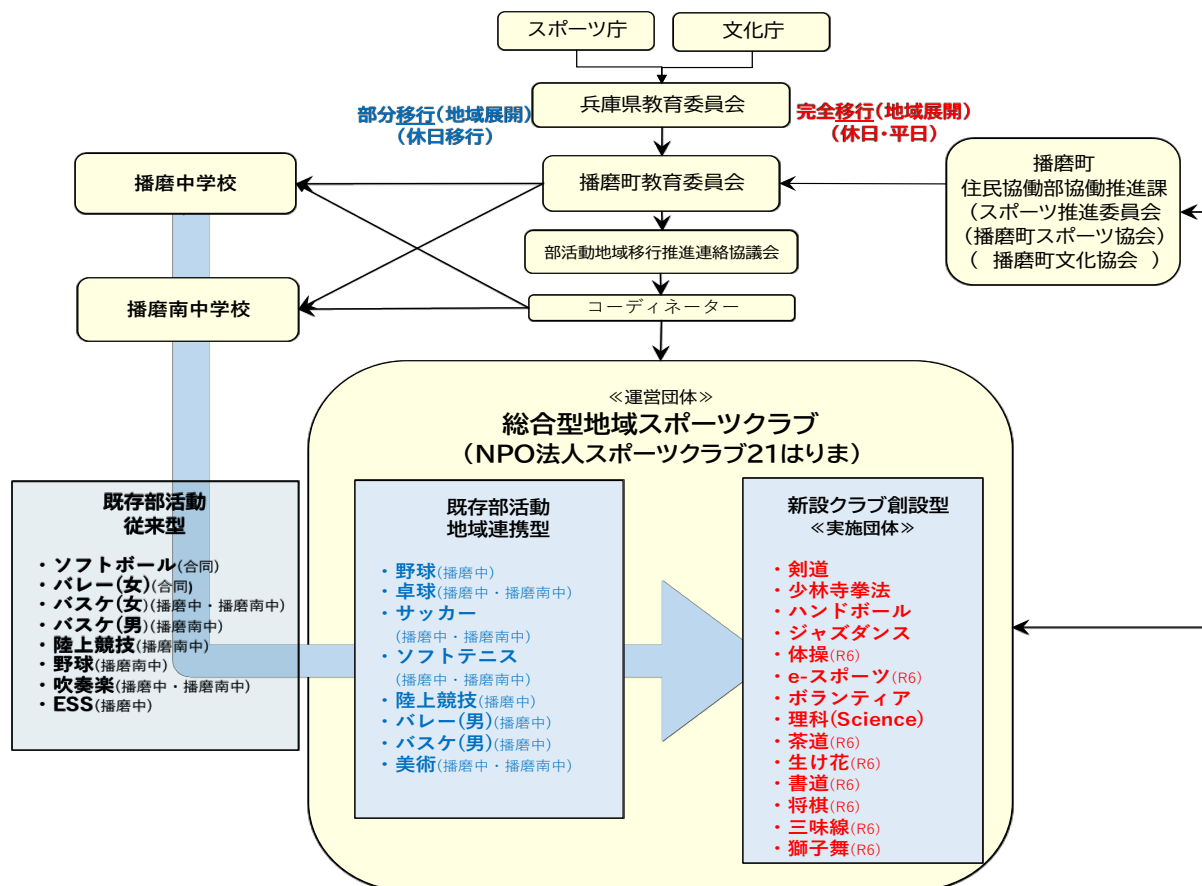 スポーツ庁
文化庁
兵庫県教育委員会
部分移行(地域展開)
(休日移行)
完全移行(地域展開)
(休日・平日)
播磨中学校
播磨町教育委員会
播磨町
住民協働部協働推進課
(スポーツ推進委員会
(播磨町スポーツ協会)
( 播磨町文化協会 )
部活動地域移行推進連絡協議会
播磨南中学校
コーディネーター
≪運営団体≫
総合型地域スポーツクラブ
(NPO法人スポーツクラブ21はりま)
既存部活動
従来型
・ソフトボール(合同)
・バレー(女)(合同)
・バスケ(女)(播磨中・播磨南中)
・バスケ(男)(播磨南中)
・陸上競技(播磨南中)
・野球(播磨南中)
・吹奏楽(播磨中・播磨南中)
・ESS(播磨中)
既存部活動
地域連携型
・野球(播磨中)
・卓球(播磨中・播磨南中)
・サッカー
(播磨中・播磨南中)
・ソフトテニス
(播磨中・播磨南中)
・陸上競技(播磨中)
・バレー(男)(播磨中)
・バスケ(男)(播磨中)
・美術(播磨中・播磨南中)
新設クラブ創設型
≪実施団体≫
・剣道
・少林寺拳法
・ハンドボール
・ジャズダンス
・体操(R6)
・e-スポーツ(R6)
・ボランティア
・理科(Science)
・茶道(R6)
・生け花(R6)
・書道(R6)
・将棋(R6)
・三味線(R6)
・獅子舞(R6)